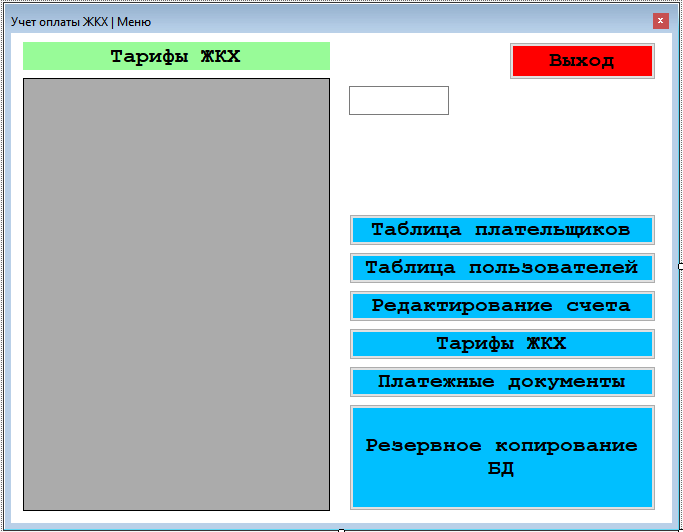 Учет оплаты ЖКХ | Меню
Тарифы ЖКХ
Выход
Таблица плательщиков
Таблица пользователей
Редактирование счета
Тарифы ЖКХ
Платежные документы
Резервное копирование
БД